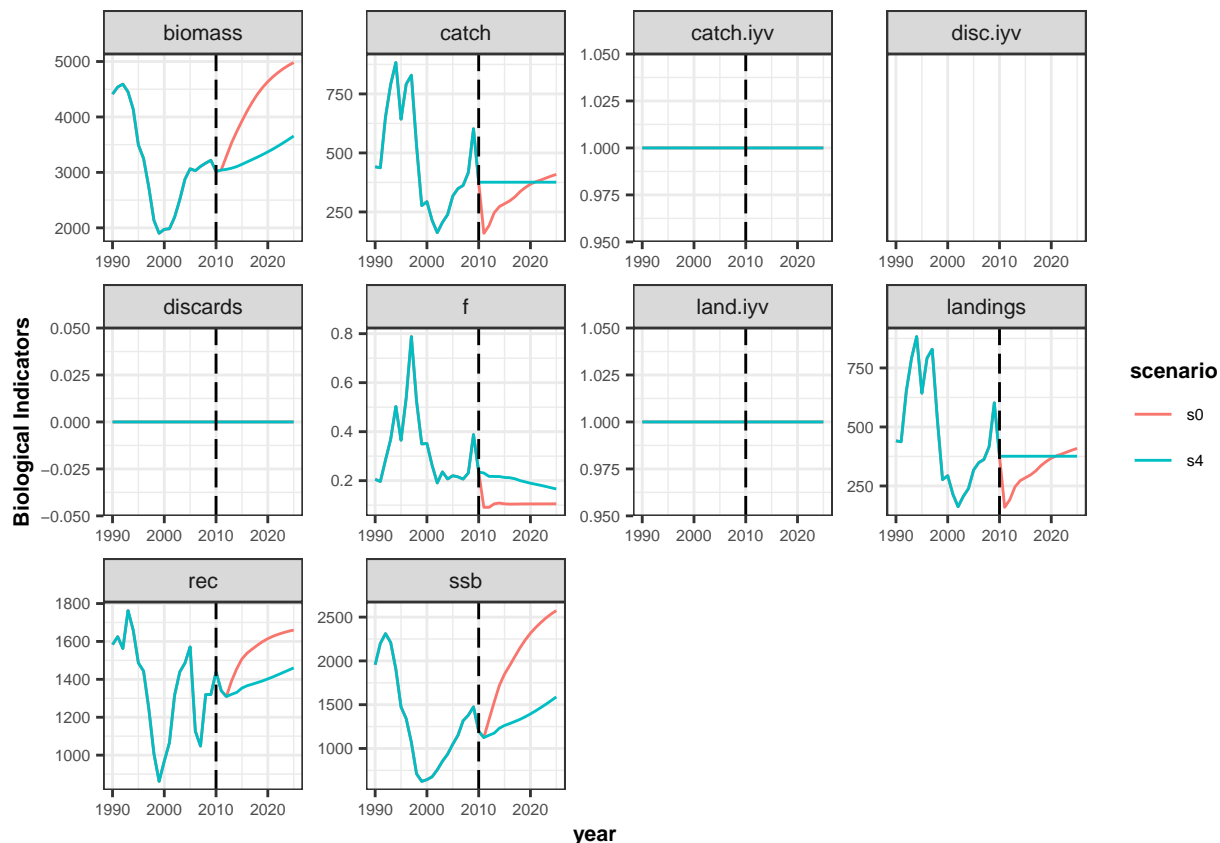 biomass
catch
catch.iyv
disc.iyv
5000
4000
3000
2000
1990 2000 2010 2020
750
500
250
1990 2000 2010 2020
1.050
1.025
1.000
0.975
0.950
1990 2000 2010 2020
1990 2000 2010 2020
discards
f
land.iyv
landings
0.050
0.025
0.000
−0.025
−0.050
1990 2000 2010 2020
0.8
0.6
0.4
0.2
1990 2000 2010 2020
1.050
1.025
1.000
0.975
0.950
1990 2000 2010 2020
750
500
250
1990 2000 2010 2020
rec
ssb
1800
1600
1400
1200
1000
1990 2000 2010 2020
2500
2000
1500
1000
1990 2000 2010 2020
Biological Indicators
year
scenario
s0
s4